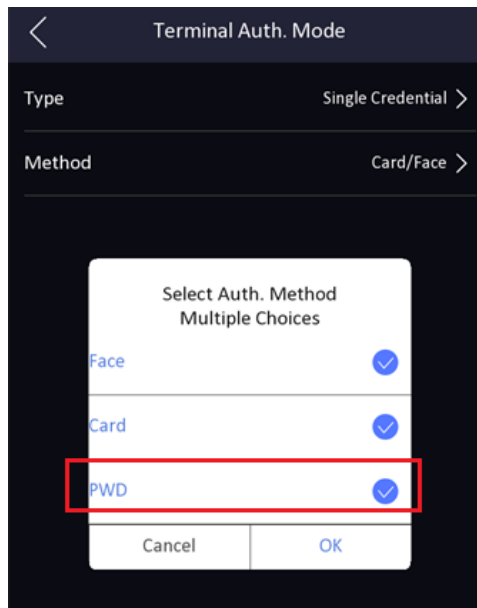 Terminal Auth. Mode
Type Single Credential
Method Card/Face
Select Auth. Method
Multiple Choices
Face
Card
PWD
Cancel OK